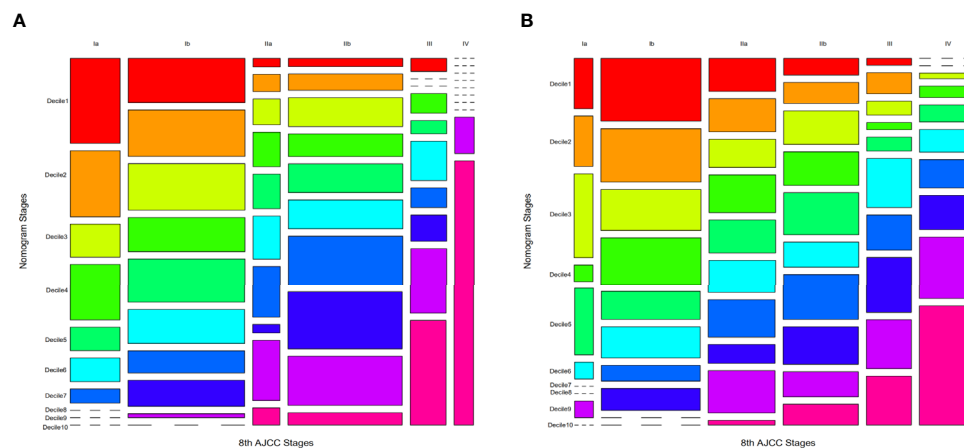 A
Ia Ib IIa IIb III IV
Decile1
Decile2
Decile3
Decile4
Decile5
Decile6
Decile7
Decile8
Decile9
Decile10
Nomogram Stages
8th AJCC Stages
B
Ia Ib IIa IIb III IV
Decile1
Decile2
Decile3
Decile4
Decile5
Decile6
Decile7
Decile8
Decile9
Decile10
Nomogram Stages
8th AJCC Stages